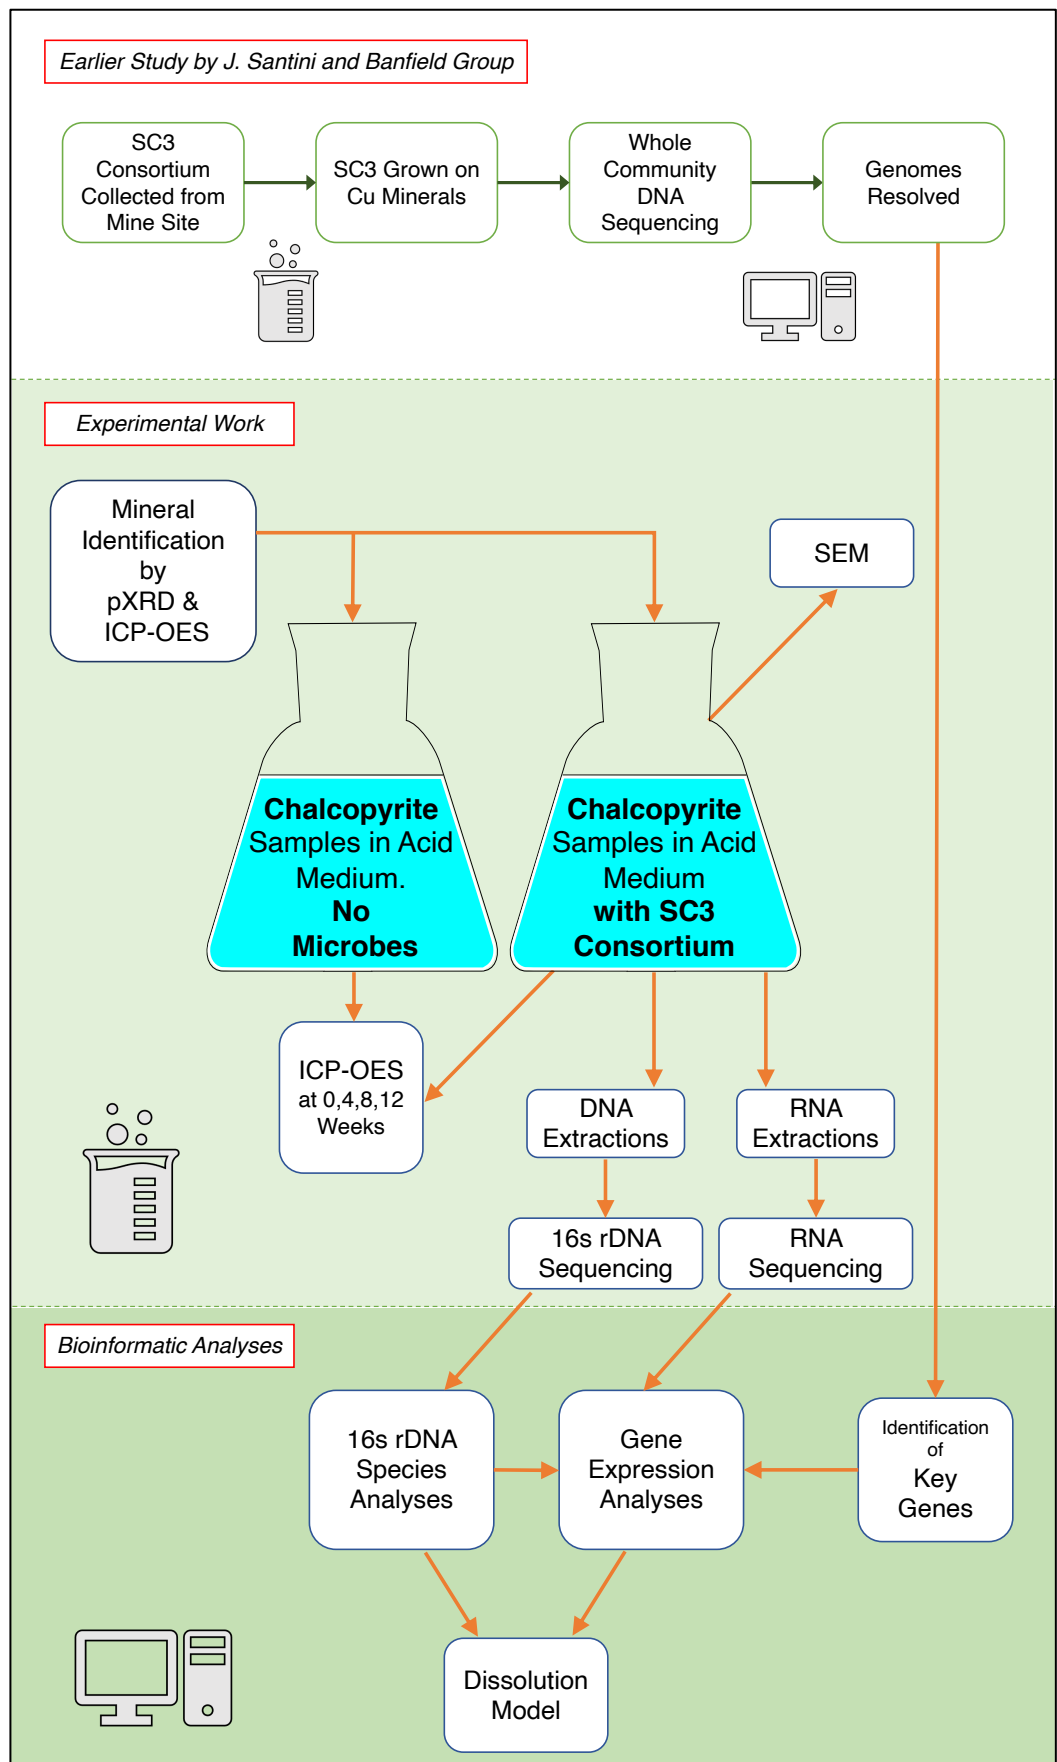 Earlier Study by J. Santini and Banfield Group
SC3
Consortium
Collected from
Mine Site
SC3 Grown on
Cu Minerals
Whole
Community
DNA
Sequencing
Genomes
Resolved
Experimental Work
Mineral
Identification
by
pXRD &
ICP-OES
SEM
Chalcopyrite
Samples in Acid
Medium.
No
Microbes
Chalcopyrite
Samples in Acid
Medium
with SC3
Consortium
ICP-OES
at 0,4,8,12
Weeks
DNA
Extractions
RNA
Extractions
16s rDNA
Sequencing
RNA
Sequencing
Bioinformatic Analyses
16s rDNA
Species
Analyses
Gene
Expression
Analyses
Identification
of
Key
Genes
Dissolution
Model